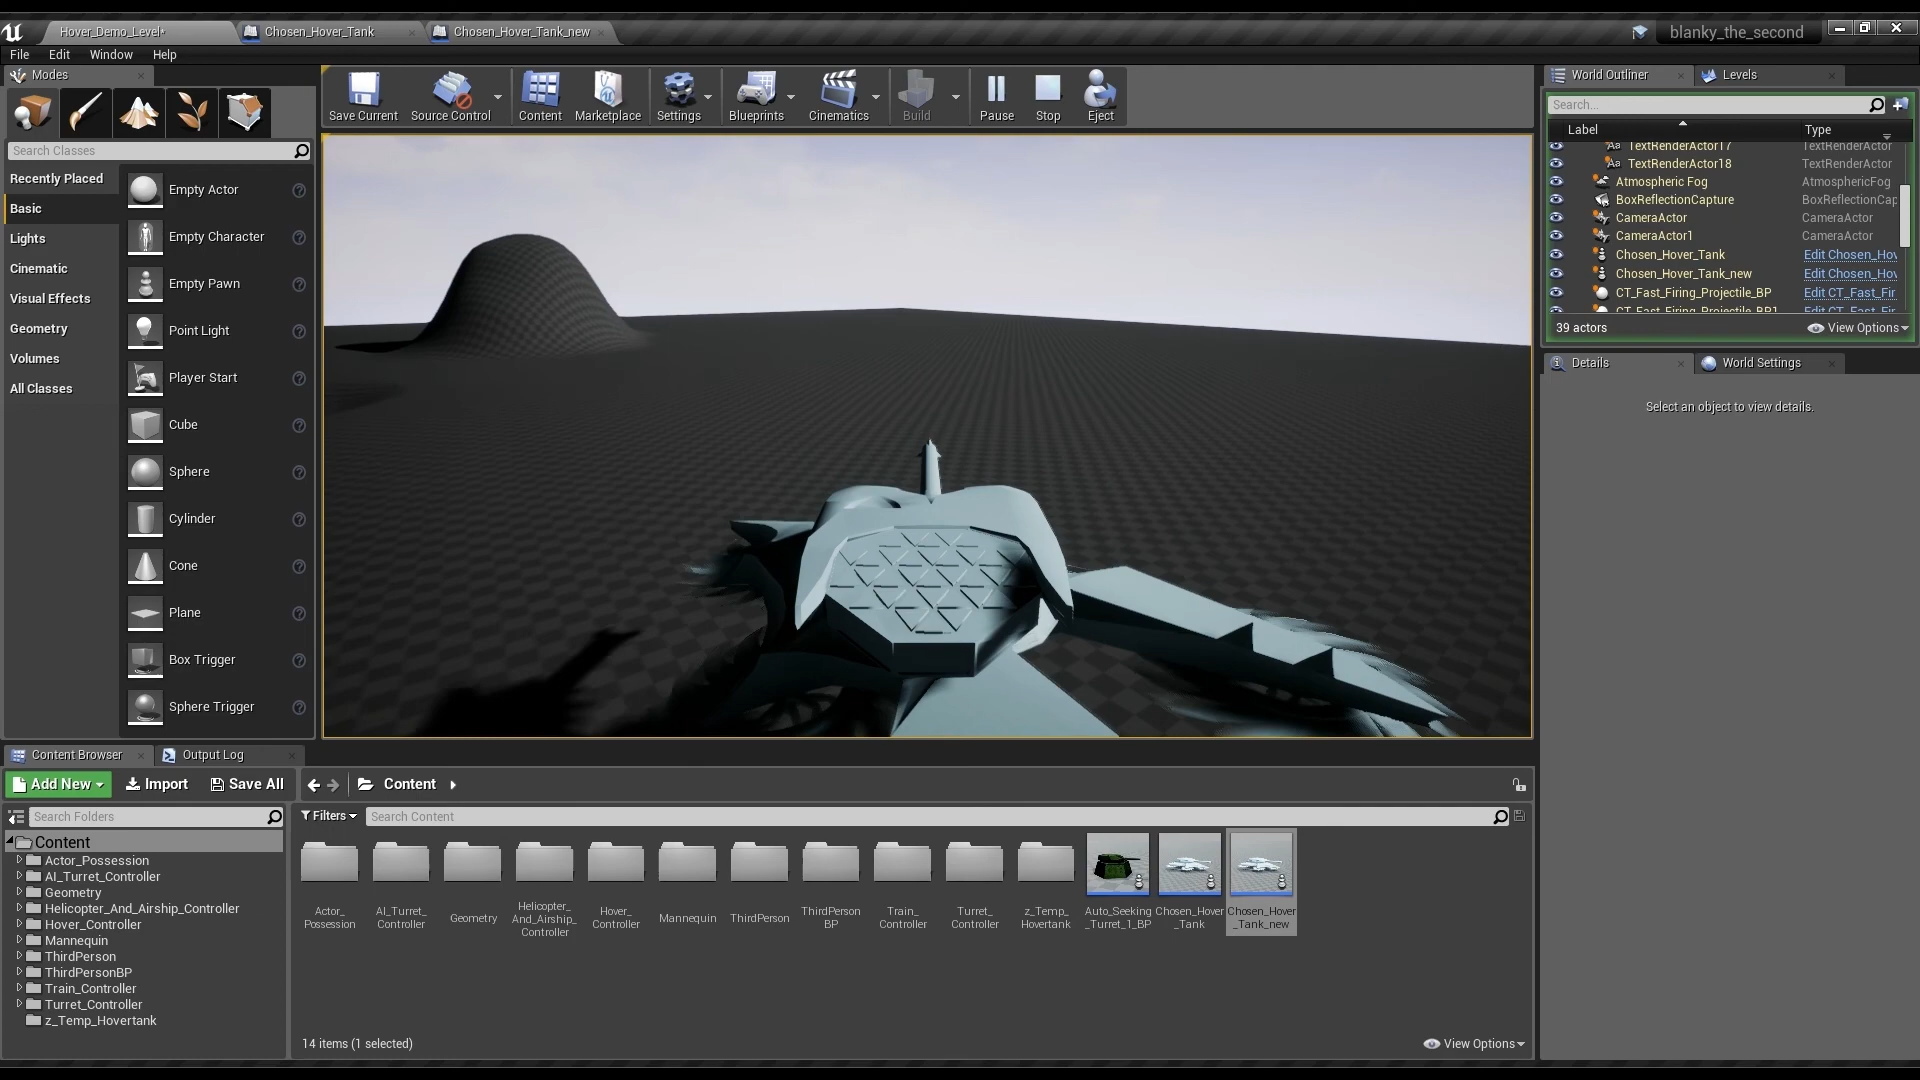 Hover_Demo_Level*
Chosen_Hover_Tank
Chosen_Hover_Tank_new
blanky_the_second
File Edit Window Help
Modes
Save Current Source Control Content Marketplace Settings Blueprints Cinematics Build Pause Stop Eject
Search Classes
Recently Placed
Basic
Lights
Cinematic
Visual Effects
Geometry
Volumes
All Classes
Empty Actor
Empty Character
Empty Pawn
Point Light
Player Start
Cube
Sphere
Cylinder
Cone
Plane
Box Trigger
Sphere Trigger
World Outliner Levels
Search...
Label Type
TextRenderActor17 TextRenderActor
TextRenderActor18 TextRenderActor
Atmospheric Fog AtmosphericFog
BoxReflectionCapture BoxReflectionCap
CameraActor CameraActor
CameraActor1 CameraActor
Chosen_Hover_Tank Edit Chosen_Hov
Chosen_Hover_Tank_new Edit Chosen_Hov
CT_Fast_Firing_Projectile_BP Edit CT_Fast_Fir
CT_Fast_Firing_Projectile_BP1 Edit CT_Fast_Fir
39 actors View Options
Details World Settings
Select an object to view details.
Content Browser Output Log
Add New Import Save All Content
Search Folders
Content
Actor_Possession
AI_Turret_Controller
Geometry
Helicopter_And_Airship_Controller
Hover_Controller
Mannequin
ThirdPerson
ThirdPersonBP
Train_Controller
Turret_Controller
z_Temp_Hovertank
Filters Search Content
Actor_
Possession
AI_Turret_
Controller
Geometry
Helicopter_
And_Airship_
Controller
Hover_
Controller
Mannequin
ThirdPerson
ThirdPerson
BP
Train_
Controller
Turret_
Controller
z_Temp_
Hovertank
Auto_Seeking
_Turret_1_BP
Chosen_Hover
_Tank
Chosen_Hover
_Tank_new
14 items (1 selected) View Options